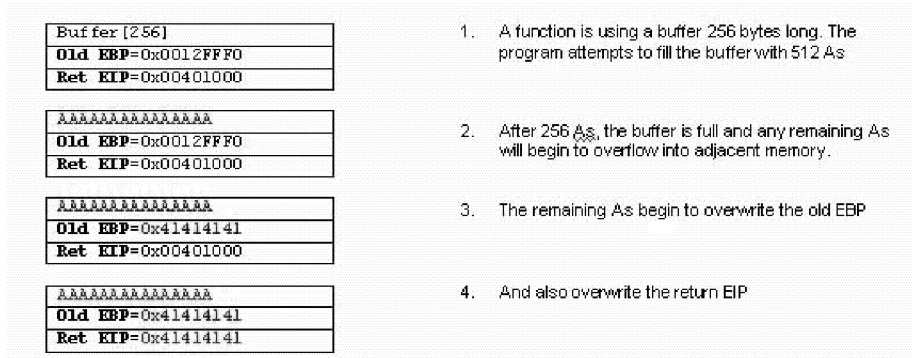 Buffer [256]
Old EBP=0x0012FFF0
Ret EIP=0x00401000
1. A function is using a buffer 256 bytes long. The
program attempts to fill the buffer with 512 As
AAAAAAAAAAAAAAA
Old EBP=0x0012FFF0
Ret EIP=0x00401000
2. After 256 As, the buffer is full and any remaining As
will begin to overflow into adjacent memory.
AAAAAAAAAAAAAAA
Old EBP=0x41414141
Ret EIP=0x00401000
3. The remaining As begin to overwrite the old EBP
AAAAAAAAAAAAAAA
Old EBP=0x41414141
Ret EIP=0x41414141
4. And also overwrite the return EIP